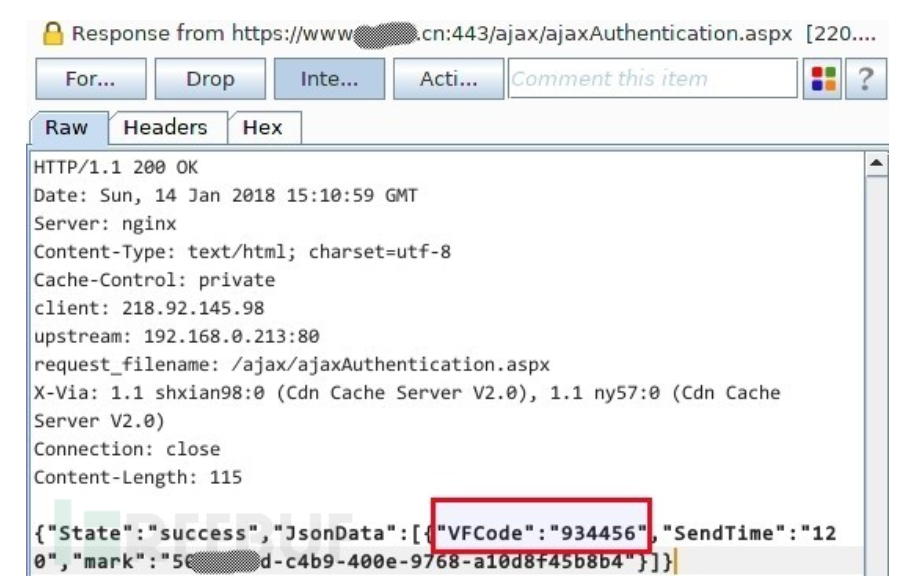 Response from https://www.cn:443/ajax/ajaxAuthentication.aspx [220....
For... Drop Inte... Acti... Comment this item ?
Raw Headers Hex
HTTP/1.1 200 OK
Date: Sun, 14 Jan 2018 15:10:59 GMT
Server: nginx
Content-Type: text/html; charset=utf-8
Cache-Control: private
client: 218.92.145.98
upstream: 192.168.0.213:80
request_filename: /ajax/ajaxAuthentication.aspx
X-Via: 1.1 shxian98:0 (Cdn Cache Server V2.0), 1.1 ny57:0 (Cdn Cache
Server V2.0)
Connection: close
Content-Length: 115
{"State":"success","JsonData":[{"VFCode":"934456","SendTime":"12
0","mark":"56d-c4b9-400e-9768-a10d8f45b8b4"}]}